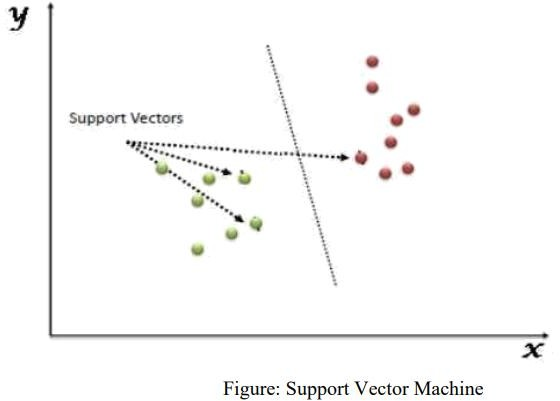 y
Support Vectors
x
Figure: Support Vector Machine